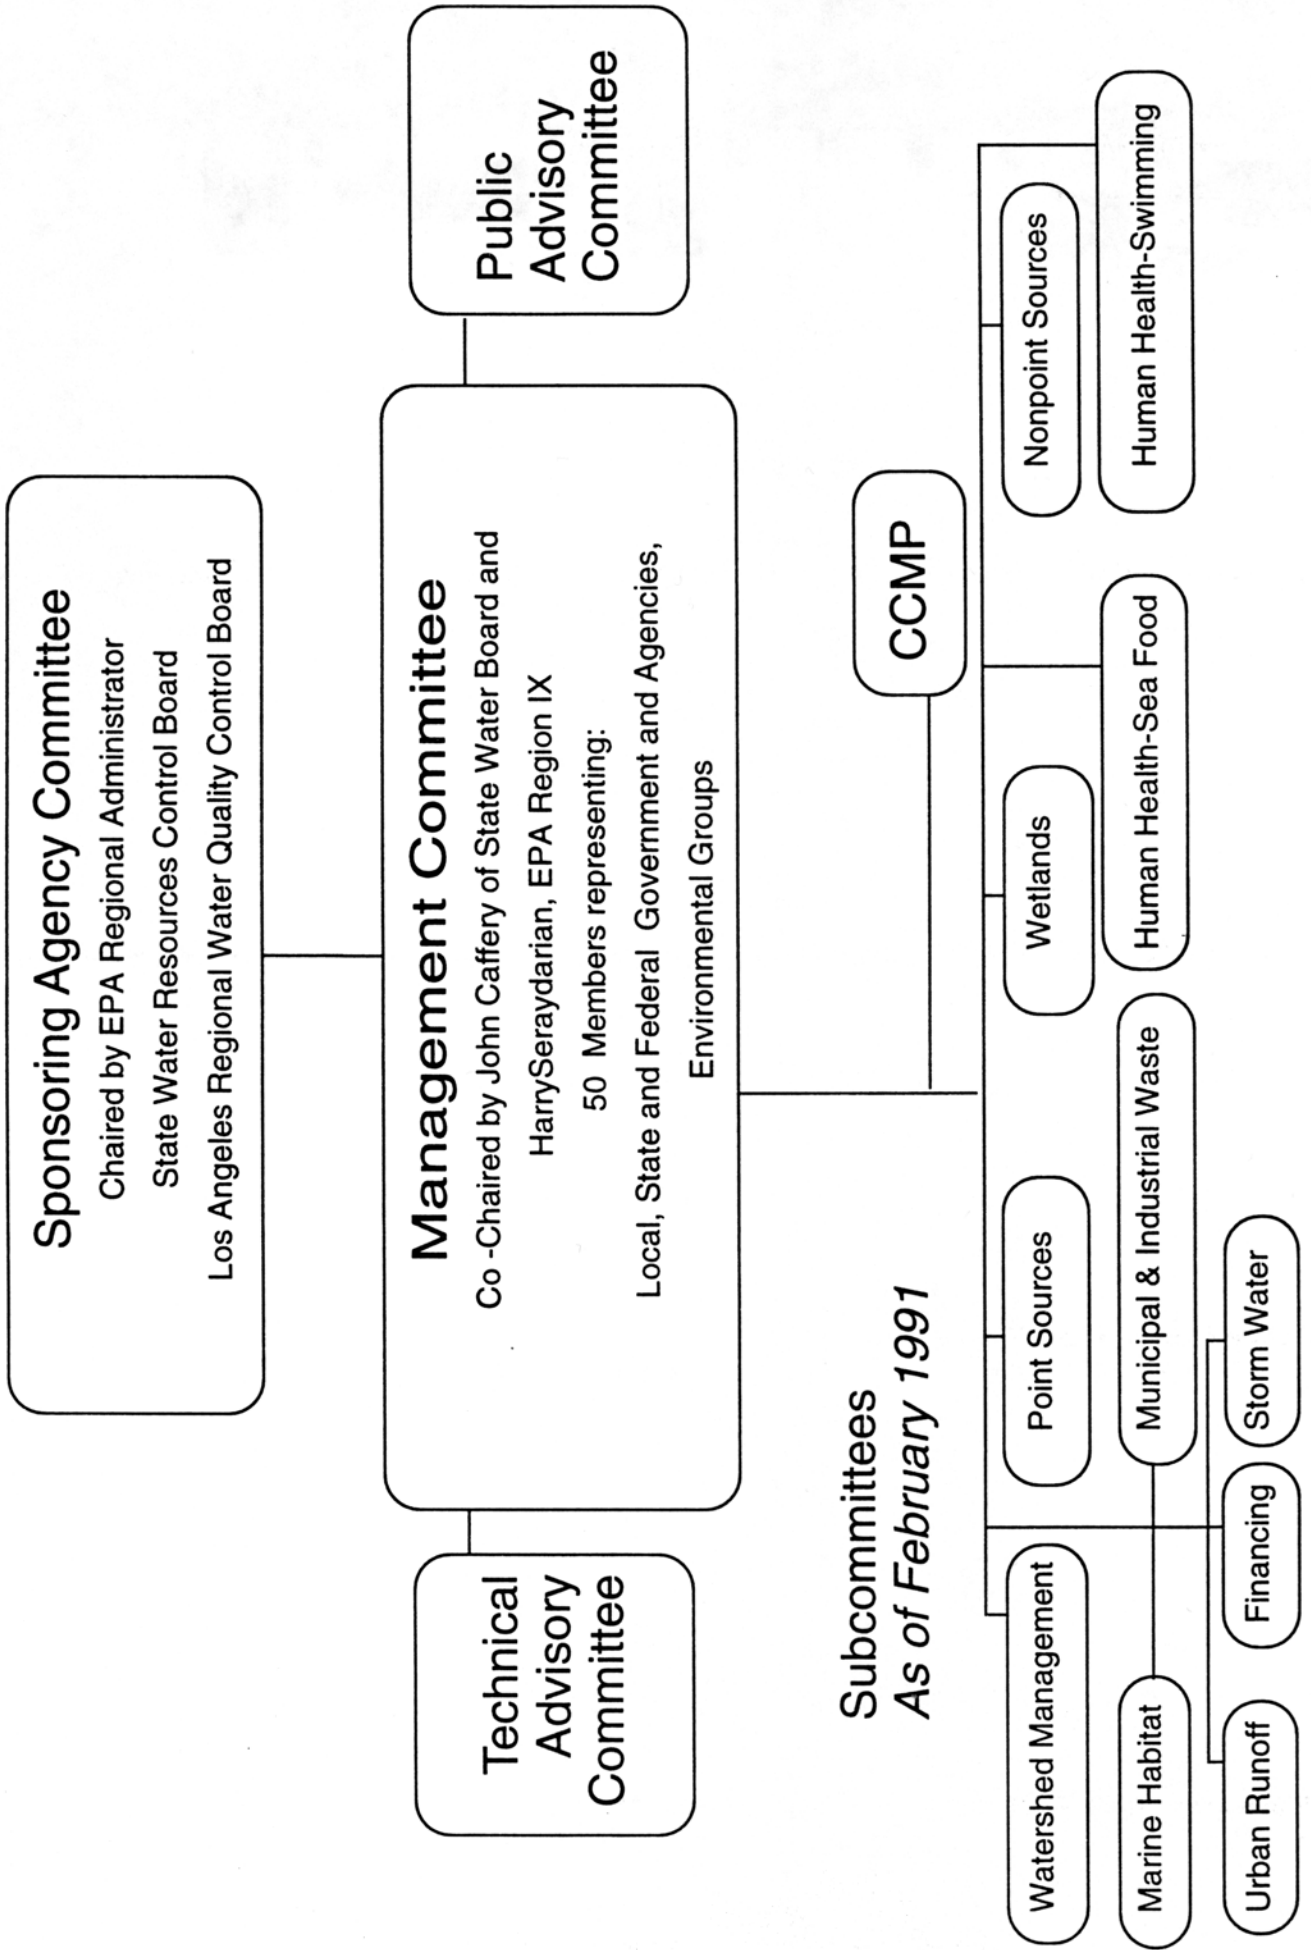 Sponsoring Agency Committee
Chaired by EPA Regional Administrator
State Water Resources Control Board
Los Angeles Regional Water Quality Control Board
Technical
Advisory
Committee
Management Committee
Co -Chaired by John Caffery of State Water Board and
HarrySeraydarian, EPA Region IX
50 Members representing:
Local, State and Federal Government and Agencies,
Environmental Groups
Public
Advisory
Committee
Subcommittees
As of February 1991
CCMP
Watershed Management
Point Sources
Wetlands
Nonpoint Sources
Marine Habitat
Municipal & Industrial Waste
Human Health-Sea Food
Human Health-Swimming
Urban Runoff
Financing
Storm Water